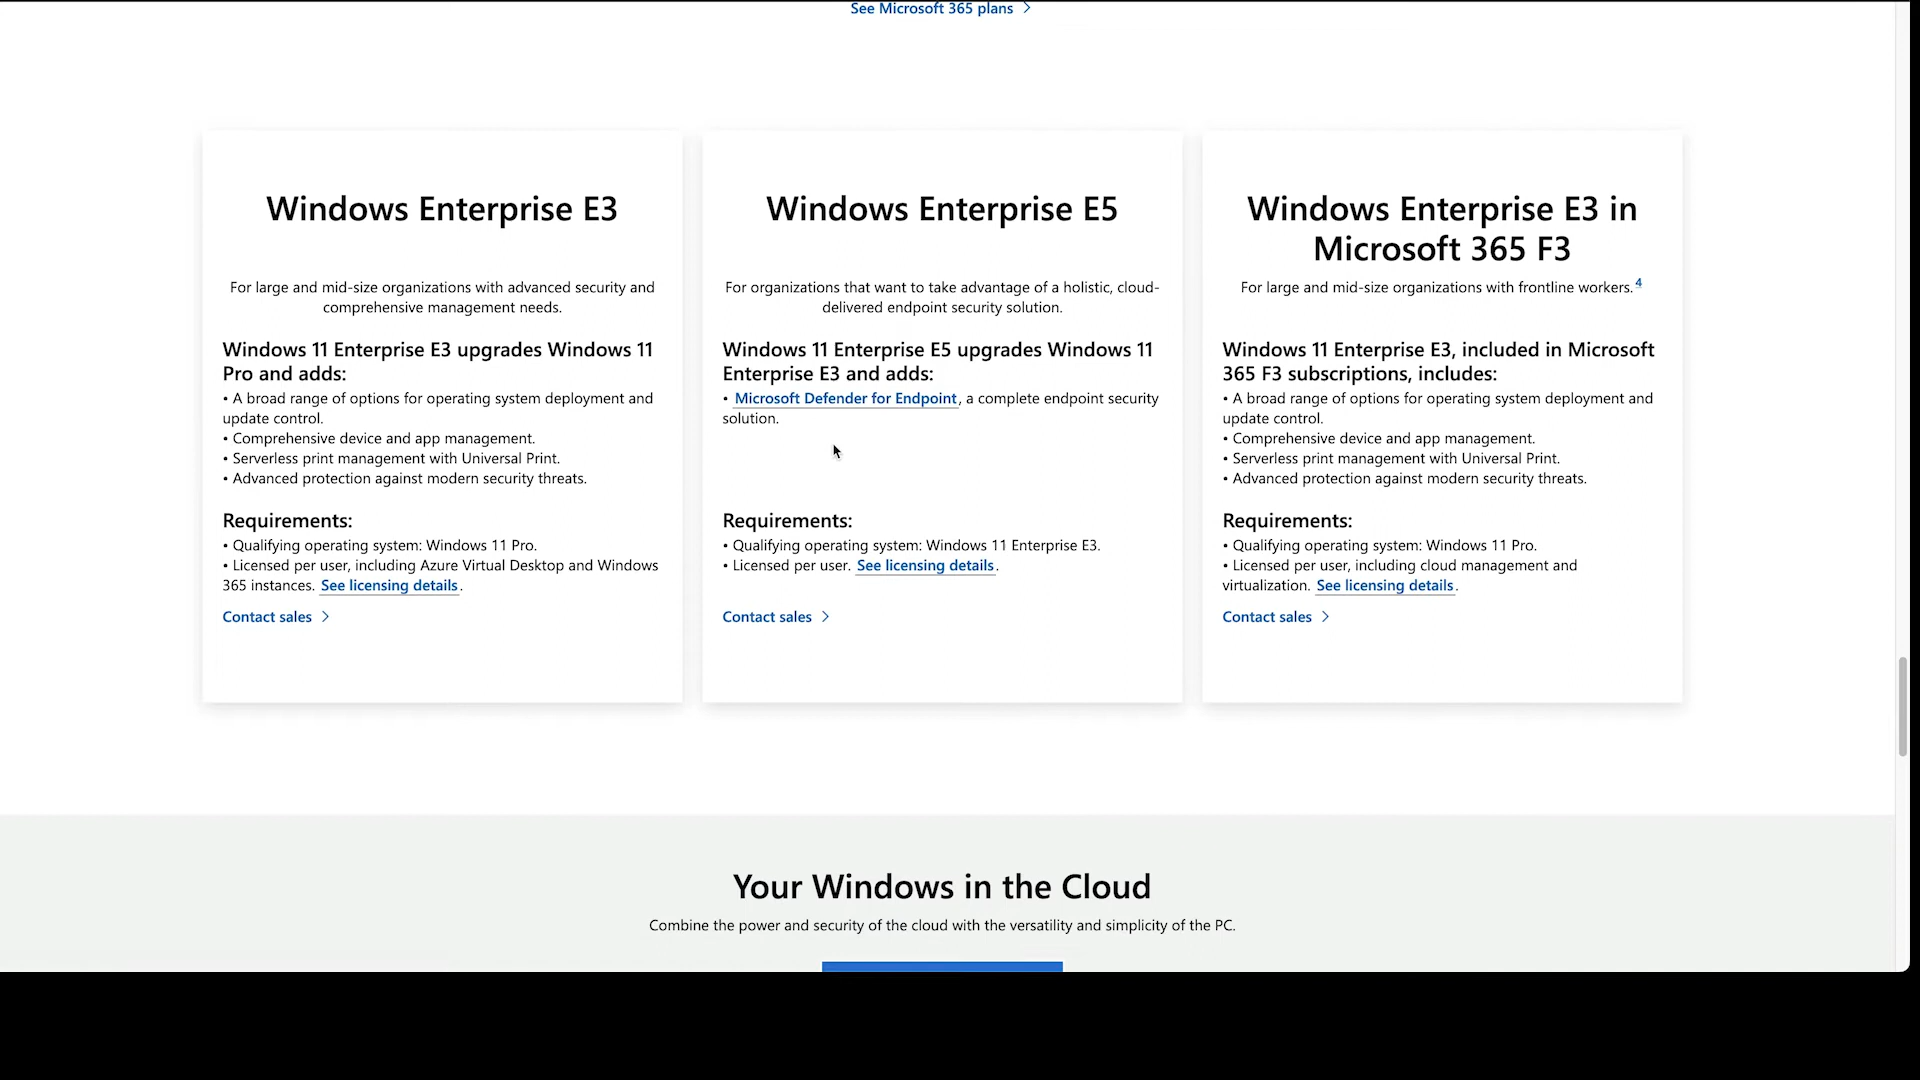 See Microsoft 365 plans
Windows Enterprise E3
For large and mid-size organizations with advanced security and
comprehensive management needs.
Windows 11 Enterprise E3 upgrades Windows 11
Pro and adds:
• A broad range of options for operating system deployment and
update control.
• Comprehensive device and app management.
• Serverless print management with Universal Print.
• Advanced protection against modern security threats.
Requirements:
• Qualifying operating system: Windows 11 Pro.
• Licensed per user, including Azure Virtual Desktop and Windows
365 instances. See licensing details.
Contact sales
Windows Enterprise E5
For organizations that want to take advantage of a holistic, cloud-
delivered endpoint security solution.
Windows 11 Enterprise E5 upgrades Windows 11
Enterprise E3 and adds:
• Microsoft Defender for Endpoint, a complete endpoint security
solution.
Requirements:
• Qualifying operating system: Windows 11 Enterprise E3.
• Licensed per user. See licensing details.
Contact sales
Windows Enterprise E3 in
Microsoft 365 F3
For large and mid-size organizations with frontline workers.4
Windows 11 Enterprise E3, included in Microsoft
365 F3 subscriptions, includes:
• A broad range of options for operating system deployment and
update control.
• Comprehensive device and app management.
• Serverless print management with Universal Print.
• Advanced protection against modern security threats.
Requirements:
• Qualifying operating system: Windows 11 Pro.
• Licensed per user, including cloud management and
virtualization. See licensing details.
Contact sales
Your Windows in the Cloud
Combine the power and security of the cloud with the versatility and simplicity of the PC.